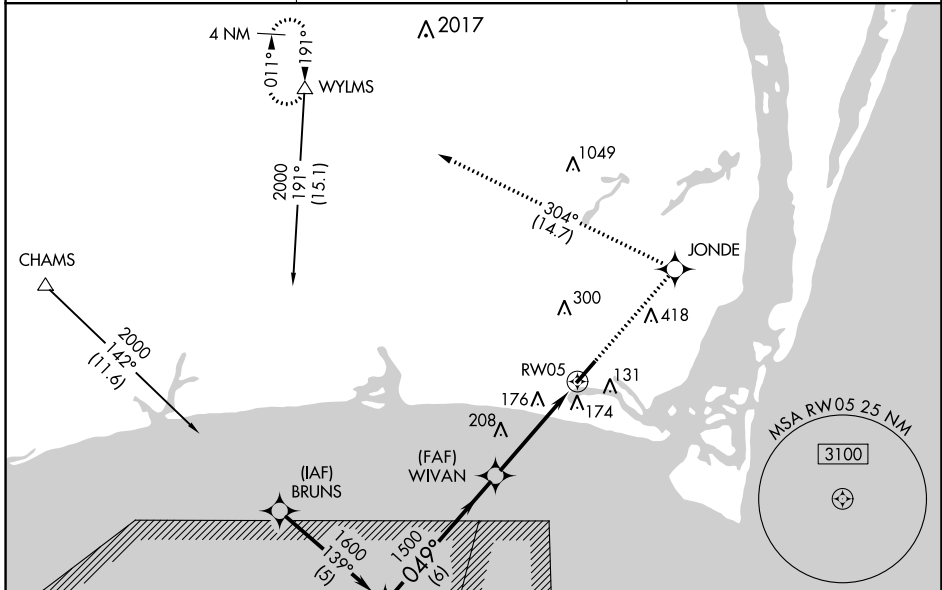 2017
4 NM
011°
191°
WYLMS
2000
191°
(15.1)
1049
304°
(14.7)
JONDE
CHAMS
2000
142°
(11.6)
300
418
RW05
131
176
174
208
(FAF)
WIVAN
(IAF)
BRUNS
1600
139°
(5)
1500
049°
(6)
MSA RW05 25 NM
3100